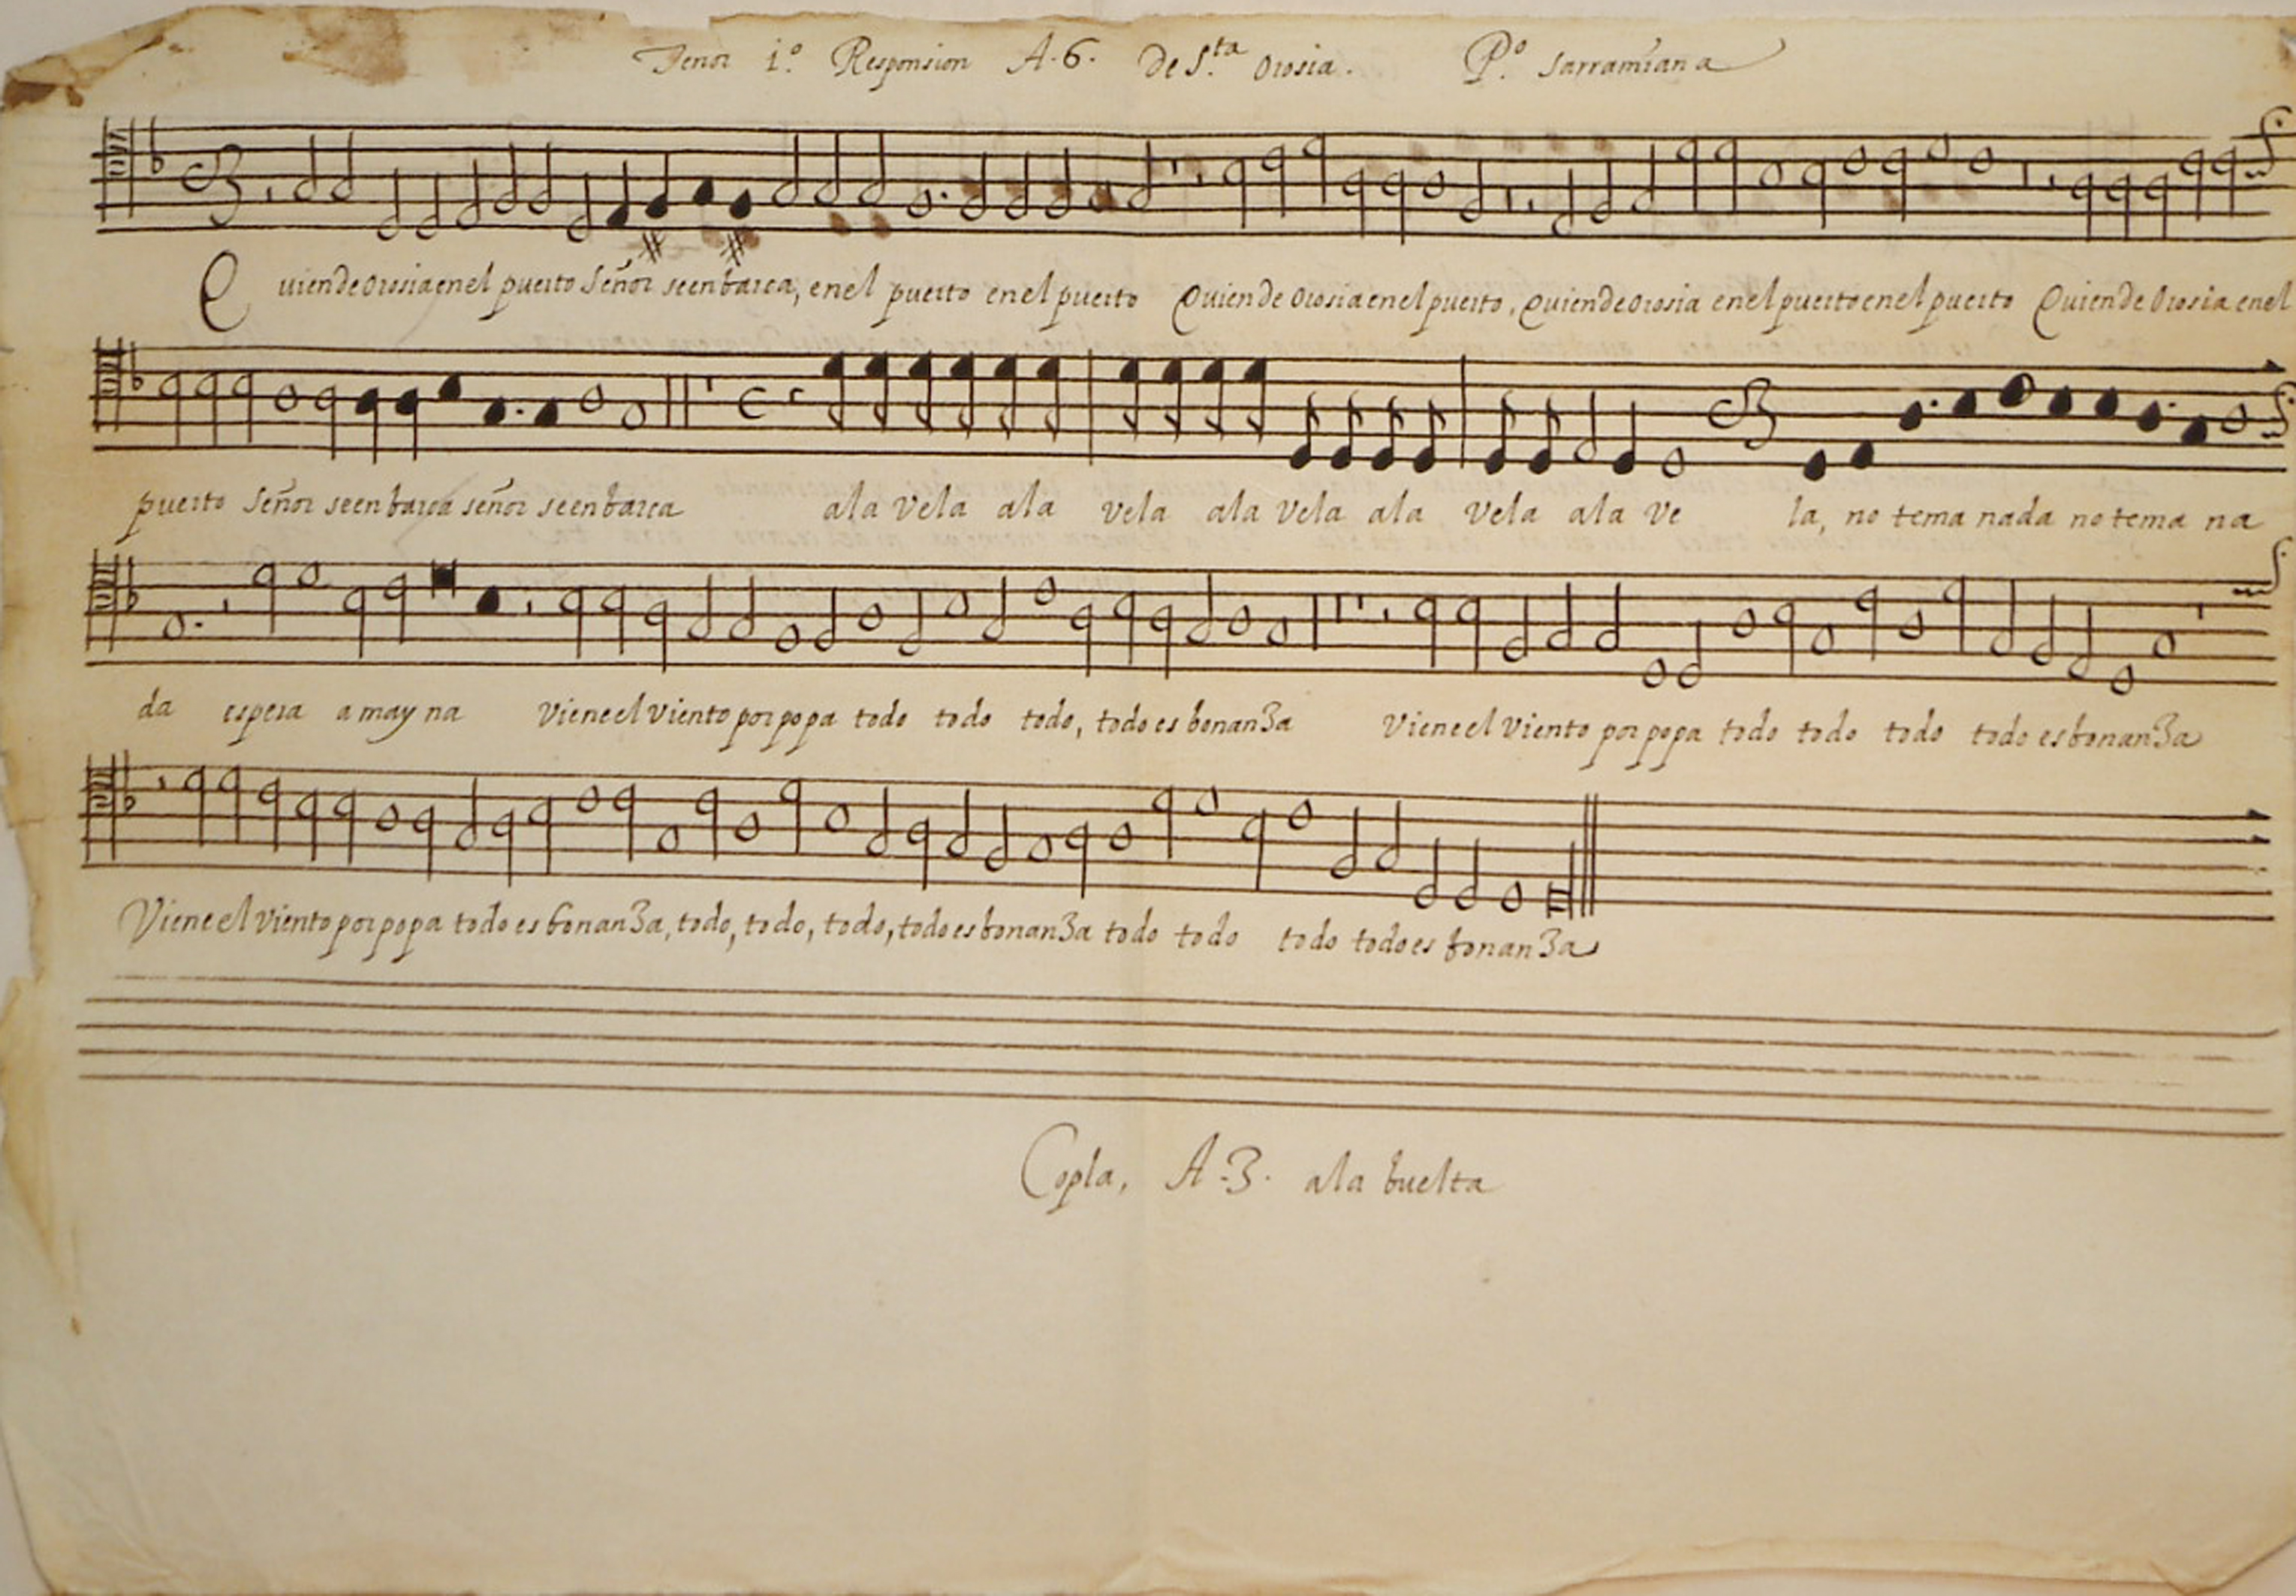 Tenor 1.º Responsion A.6. De S.ta Orosia. P.º Sarramiana
Quien de Orosia en el puerto Señor se enbarca, en el puerto en el puerto Quien de Orosia en el puerto, Quien de Orosia en el puerto en el puerto Quien de Orosia en el
puerto Señor se enbarca señor se enbarca ala vela ala vela ala vela ala vela ala ve la, no tema nada no tema na
da espera amayna viene el viento por popa todo todo todo, todo es bonanza viene el viento por popa todo todo todo todo es bonanza
Viene el viento por popa todo es bonanza, todo, todo, todo, todo es bonanza todo todo todo todo es bonanza
Copla, A.3. ala buelta